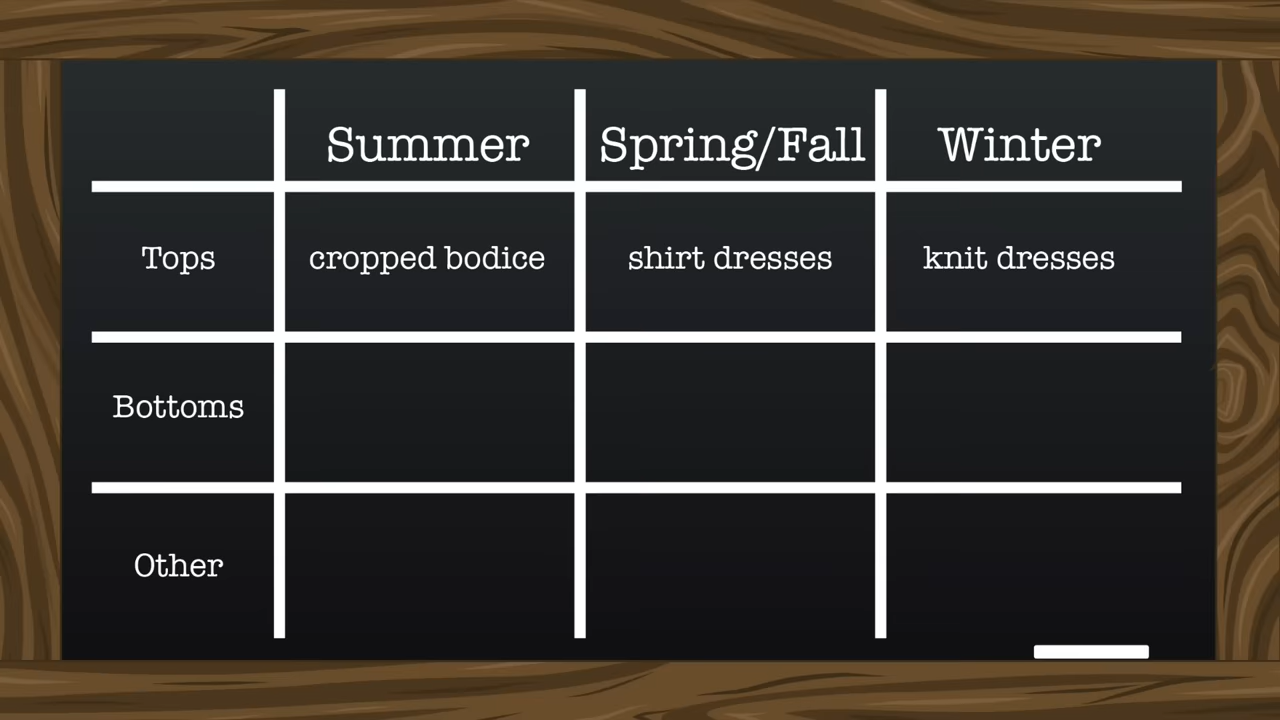 Summer Spring/Fall Winter
Tops cropped bodice shirt dresses knit dresses
Bottoms
Other